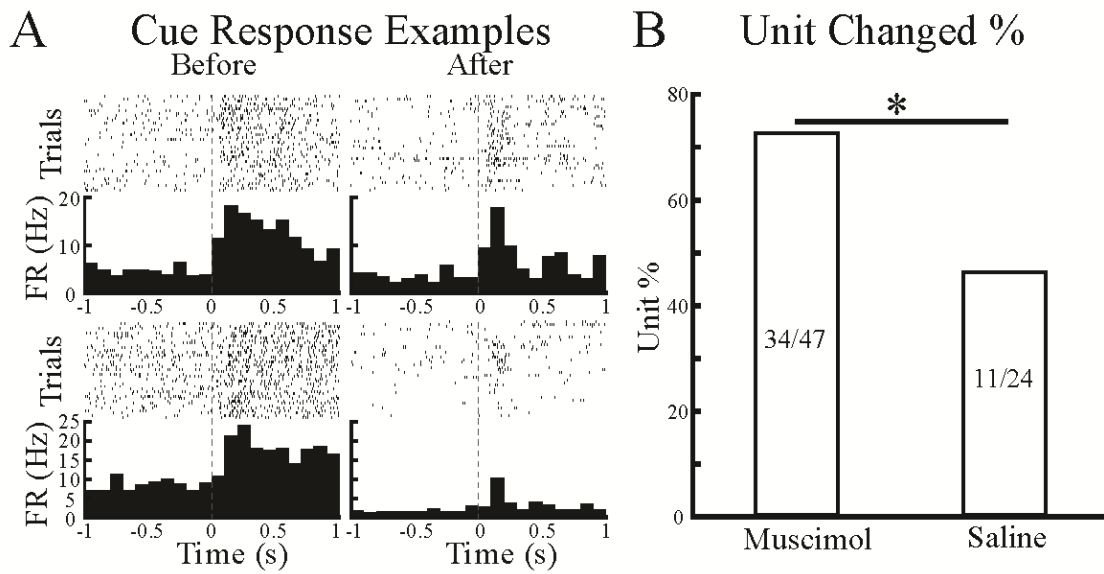 A Cue Response Examples
Before After
Trials
FR (Hz)
20
10
0
-1 -0.5 0 0.5 1
-1 -0.5 0 0.5 1
Trials
FR (Hz)
25
20
15
10
5
0
-1 -0.5 0 0.5 1
-1 -0.5 0 0.5 1
Time (s) Time (s)
B Unit Changed %
*
Unit %
80
60
40
20
0
34/47
11/24
Muscimol Saline